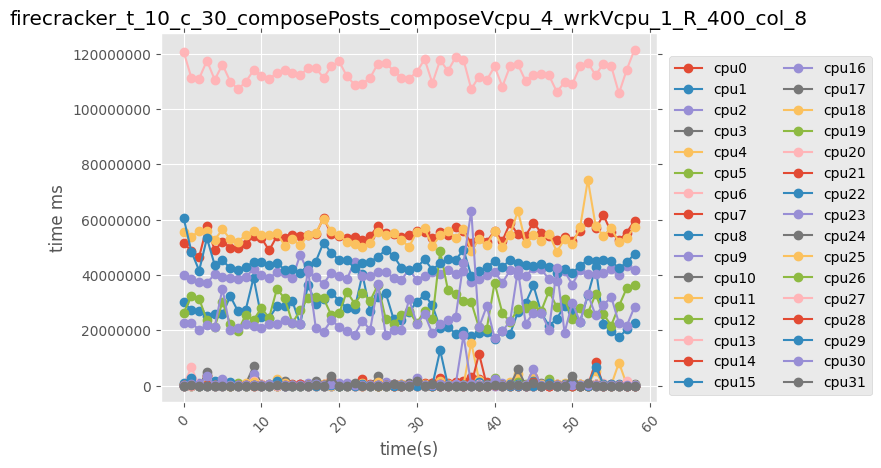 firecracker_t_10_c_30_composePosts_composeVcpu_4_wrkVcpu_1_R_400_col_8
120000000
100000000
80000000
60000000
40000000
20000000
0
time ms
0 10 20 30 40 50 60
time(s)
cpu0
cpu1
cpu2
cpu3
cpu4
cpu5
cpu6
cpu7
cpu8
cpu9
cpu10
cpu11
cpu12
cpu13
cpu14
cpu15
cpu16
cpu17
cpu18
cpu19
cpu20
cpu21
cpu22
cpu23
cpu24
cpu25
cpu26
cpu27
cpu28
cpu29
cpu30
cpu31